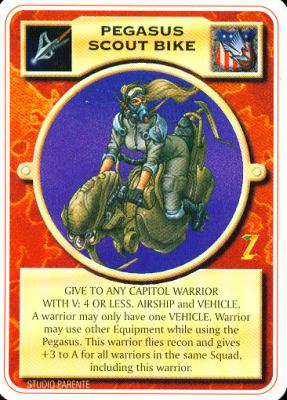 PEGASUS
SCOUT BIKE
GIVE TO ANY CAPITOL WARRIOR
WITH V: 4 OR LESS. AIRSHIP and VEHICLE.
A warrior may only have one VEHICLE. Warrior
may use other Equipment while using the
Pegasus. This warrior flies recon and gives
+3 to A for all warriors in the same Squad,
including this warrior.
STUDIO PARENTE